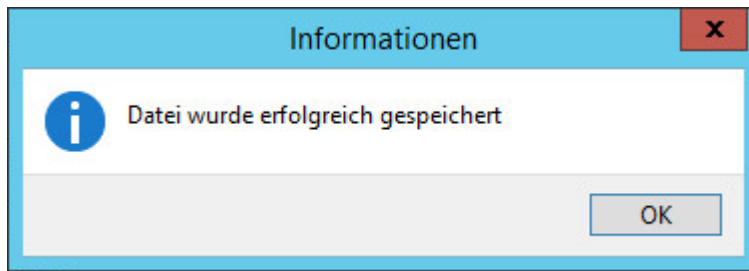 Informationen
x
Datei wurde erfolgreich gespeichert
OK